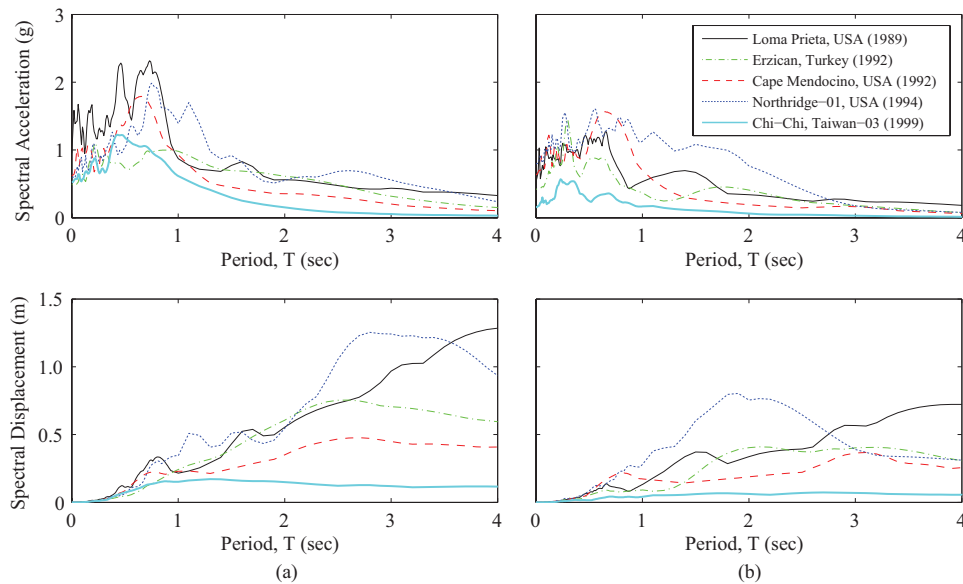 3
2
1
0
Spectral Acceleration (g)
0 1 2 3 4
Period, T (sec)
0 1 2 3 4
Period, T (sec)
Loma Prieta, USA (1989)
Erzican, Turkey (1992)
Cape Mendocino, USA (1992)
Northridge−01, USA (1994)
Chi−Chi, Taiwan−03 (1999)
1.5
1.0
0.5
0
Spectral Displacement (m)
0 1 2 3 4
Period, T (sec)
0 1 2 3 4
Period, T (sec)
(a)
(b)